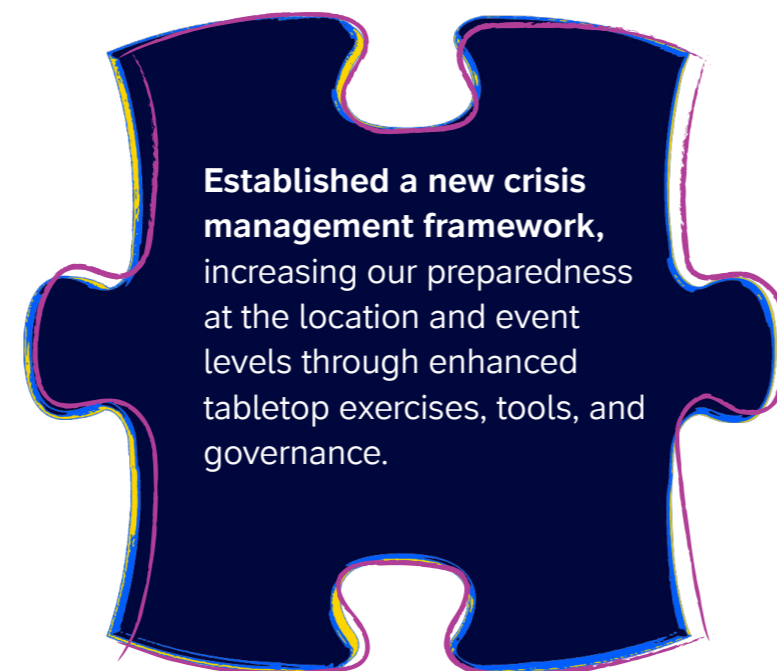 Established a new crisis
management framework,
increasing our preparedness
at the location and event
levels through enhanced
tabletop exercises, tools, and
governance.